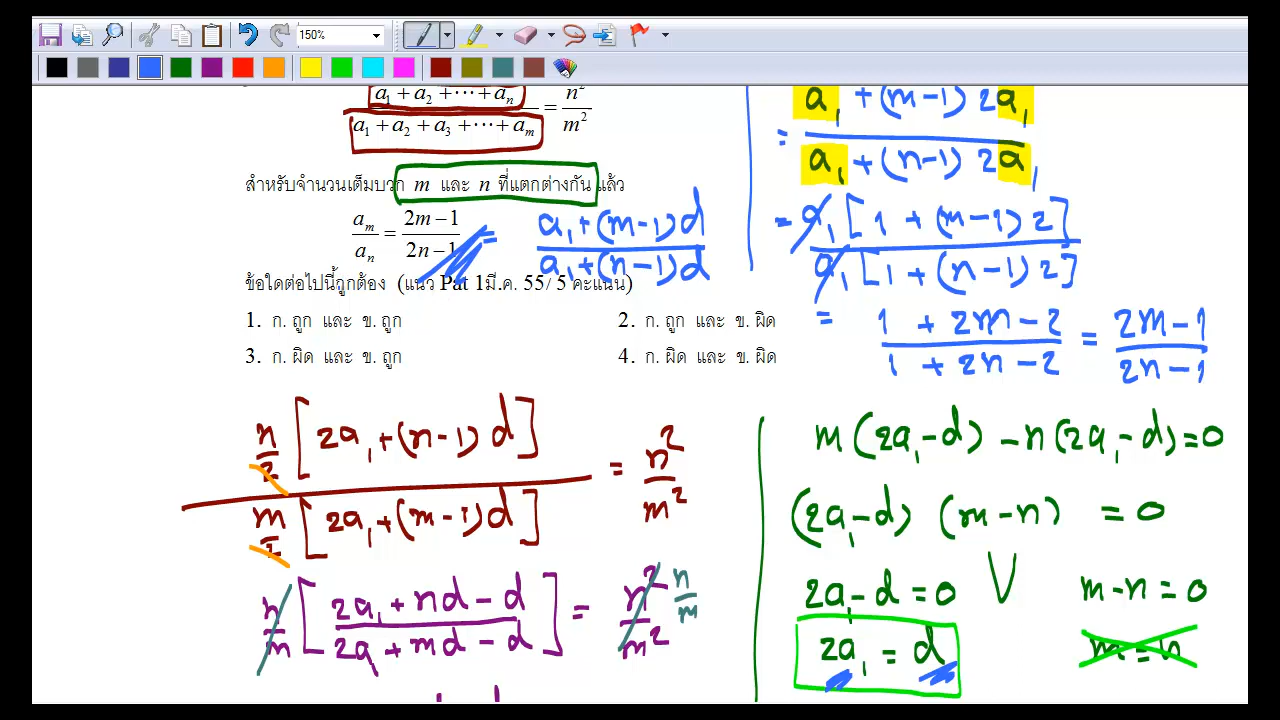 150%
a₁ + a₂ + ⋯ + aₙ / a₁ + a₂ + a₃ + ⋯ + aₘ = n² / m²
สำหรับจำนวนเต็มบวก m และ n ที่แตกต่างกัน แล้ว
aₘ / aₙ = 2m − 1 / 2n − 1 = a₁ + (m−1)d / a₁ + (n−1)d
ข้อใดต่อไปนี้ถูกต้อง (แนว Pat 1มี.ค. 55/ 5 คะแนน)
1. ก. ถูก และ ข. ถูก
2. ก. ถูก และ ข. ผิด
3. ก. ผิด และ ข. ถูก
4. ก. ผิด และ ข. ผิด
n/2 [2a₁ + (n−1)d] / m/2 [2a₁ + (m−1)d] = n² / m²
n/m [2a₁ + nd − d / 2a₁ + md − d] = n² / m² n/m
= a₁ + (m−1) 2a₁ / a₁ + (n−1) 2a₁
= a₁ [1 + (m−1) 2] / a₁ [1 + (n−1) 2]
= 1 + 2m − 2 / 1 + 2n − 2 = 2m − 1 / 2n − 1
m(2a₁ − d) − n(2a₁ − d) = 0
(2a₁ − d) (m − n) = 0
2a₁ − d = 0 V m − n = 0
2a₁ = d m = n